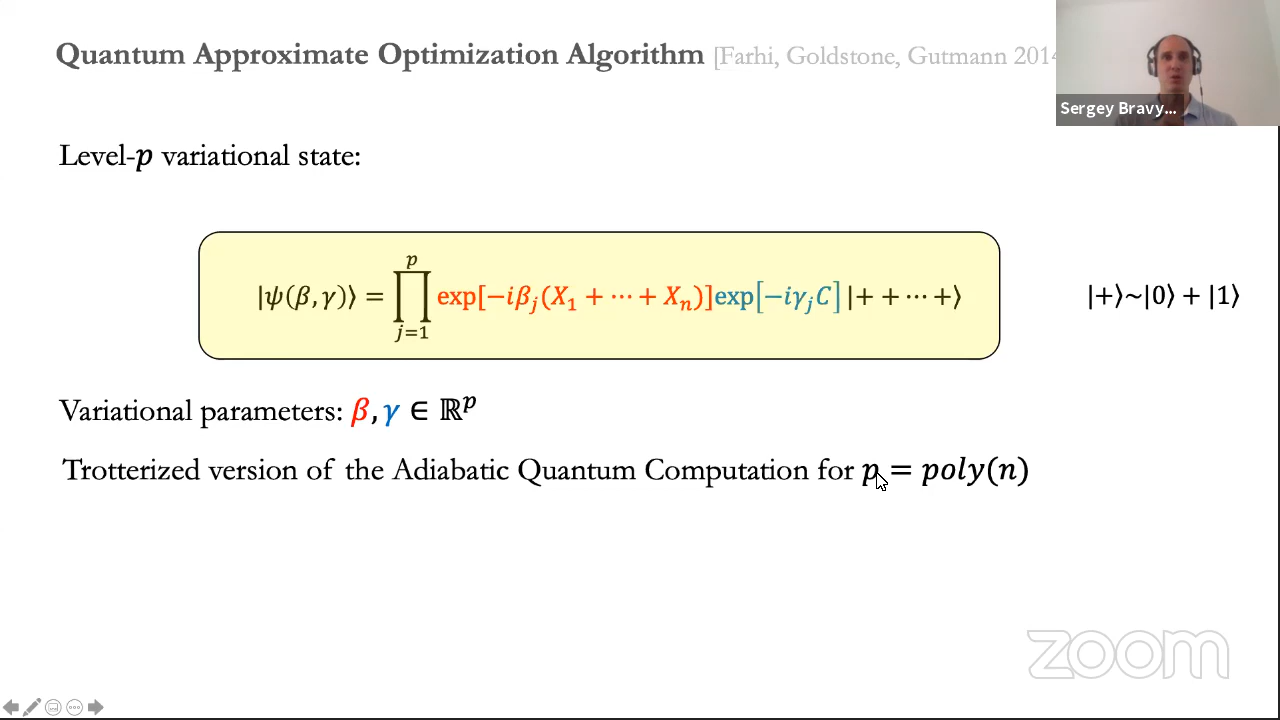 Quantum Approximate Optimization Algorithm [Farhi, Goldstone, Gutmann 2014
Sergey Bravy...
Level-p variational state:
|ψ(β,γ)⟩ = ∏_{j=1}^{p} exp[−iβ_j(X_1 + ⋯ + X_n)]exp[−iγ_jC]|+ + ⋯ +⟩
|+⟩~|0⟩ + |1⟩
Variational parameters: β, γ ∈ ℝ^p
Trotterized version of the Adiabatic Quantum Computation for p = poly(n)
zoom